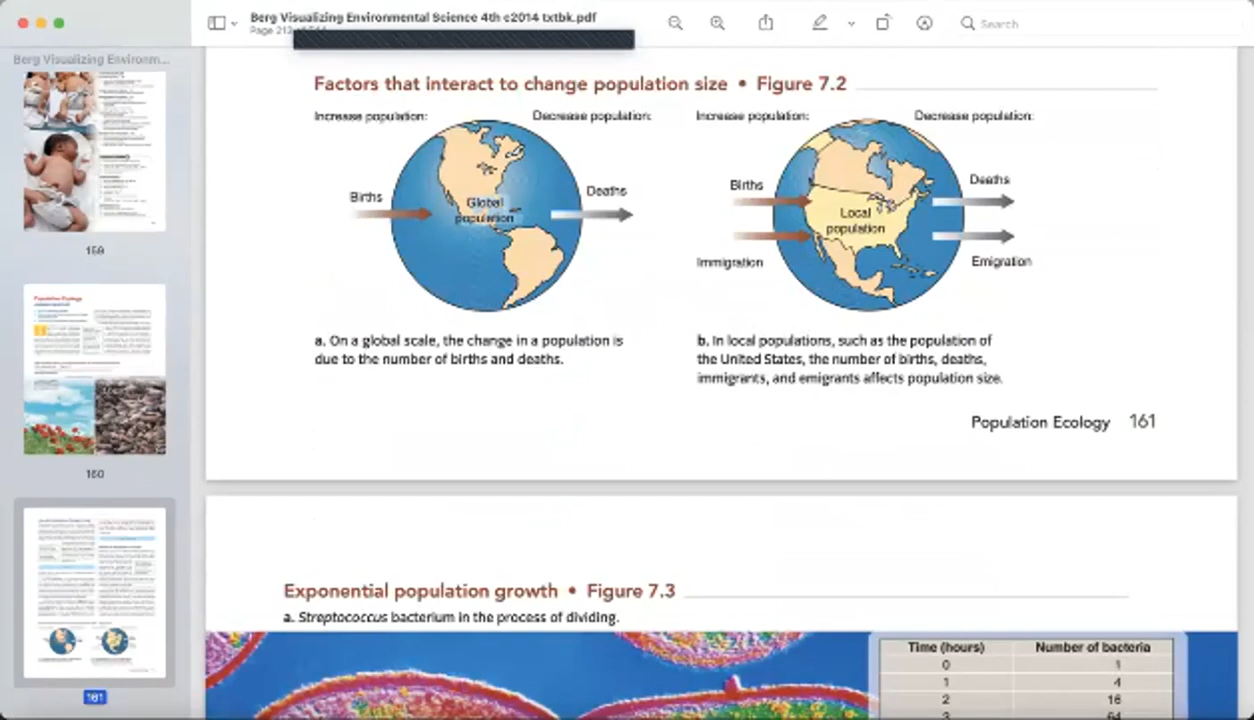 Berg Visualizing Environmental Science 4th c2014 txtbk.pdf
Search
Berg Visualizing Environm...
159
Population Ecology
160
161
Factors that interact to change population size • Figure 7.2
Increase population:
Decrease population:
Births
Deaths
Global
population
a. On a global scale, the change in a population is
due to the number of births and deaths.
Increase population:
Decrease population:
Births
Deaths
Local
population
Immigration
Emigration
b. In local populations, such as the population of
the United States, the number of births, deaths,
immigrants, and emigrants affects population size.
Population Ecology 161
Exponential population growth • Figure 7.3
a. Streptococcus bacterium in the process of dividing.
Time (hours) Number of bacteria
0 1
1 4
2 16
3 64